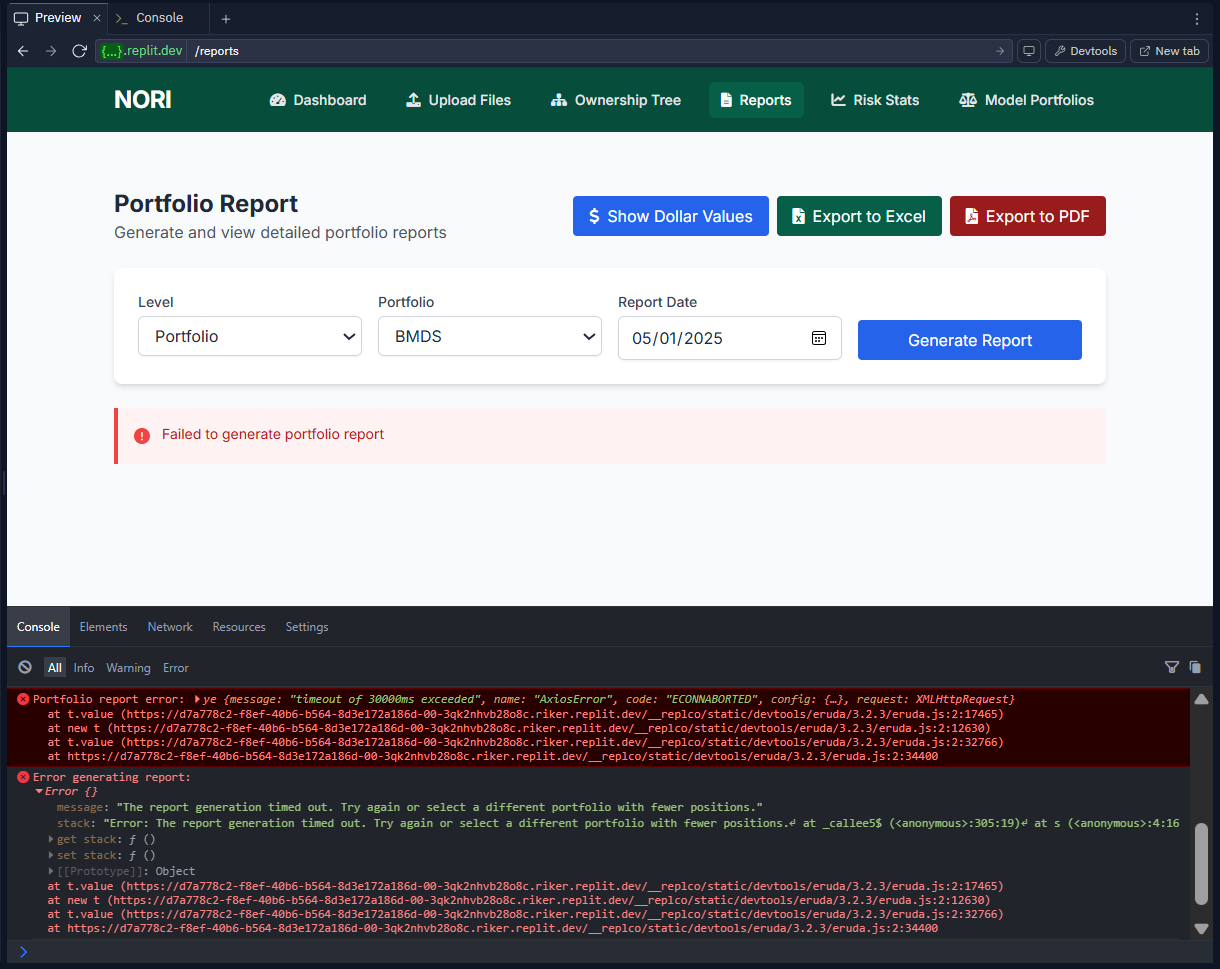 Preview × >_ Console +
{...}.replit.dev /reports Devtools New tab
NORI Dashboard Upload Files Ownership Tree Reports Risk Stats Model Portfolios
Portfolio Report
Generate and view detailed portfolio reports
$ Show Dollar Values Export to Excel Export to PDF
Level Portfolio Report Date
Portfolio BMDS 05/01/2025 Generate Report
Failed to generate portfolio report
Console Elements Network Resources Settings
All Info Warning Error
Portfolio report error: ye {message: "timeout of 30000ms exceeded", name: "AxiosError", code: "ECONNABORTED", config: {…}, request: XMLHttpRequest}
at t.value (https://d7a778c2-f8ef-40b6-b564-8d3e172a186d-00-3qk2nhvb28o8c.riker.replit.dev/__replco/static/devtools/eruda/3.2.3/eruda.js:2:17465)
at new t (https://d7a778c2-f8ef-40b6-b564-8d3e172a186d-00-3qk2nhvb28o8c.riker.replit.dev/__replco/static/devtools/eruda/3.2.3/eruda.js:2:12630)
at t.value (https://d7a778c2-f8ef-40b6-b564-8d3e172a186d-00-3qk2nhvb28o8c.riker.replit.dev/__replco/static/devtools/eruda/3.2.3/eruda.js:2:32766)
at https://d7a778c2-f8ef-40b6-b564-8d3e172a186d-00-3qk2nhvb28o8c.riker.replit.dev/__replco/static/devtools/eruda/3.2.3/eruda.js:2:34400
Error generating report:
Error {}
message: "The report generation timed out. Try again or select a different portfolio with fewer positions."
stack: "Error: The report generation timed out. Try again or select a different portfolio with fewer positions.↵ at _callee5$ (<anonymous>:305:19)↵ at s (<anonymous>:4:16
get stack: ƒ ()
set stack: ƒ ()
[[Prototype]]: Object
at t.value (https://d7a778c2-f8ef-40b6-b564-8d3e172a186d-00-3qk2nhvb28o8c.riker.replit.dev/__replco/static/devtools/eruda/3.2.3/eruda.js:2:17465)
at new t (https://d7a778c2-f8ef-40b6-b564-8d3e172a186d-00-3qk2nhvb28o8c.riker.replit.dev/__replco/static/devtools/eruda/3.2.3/eruda.js:2:12630)
at t.value (https://d7a778c2-f8ef-40b6-b564-8d3e172a186d-00-3qk2nhvb28o8c.riker.replit.dev/__replco/static/devtools/eruda/3.2.3/eruda.js:2:32766)
at https://d7a778c2-f8ef-40b6-b564-8d3e172a186d-00-3qk2nhvb28o8c.riker.replit.dev/__replco/static/devtools/eruda/3.2.3/eruda.js:2:34400